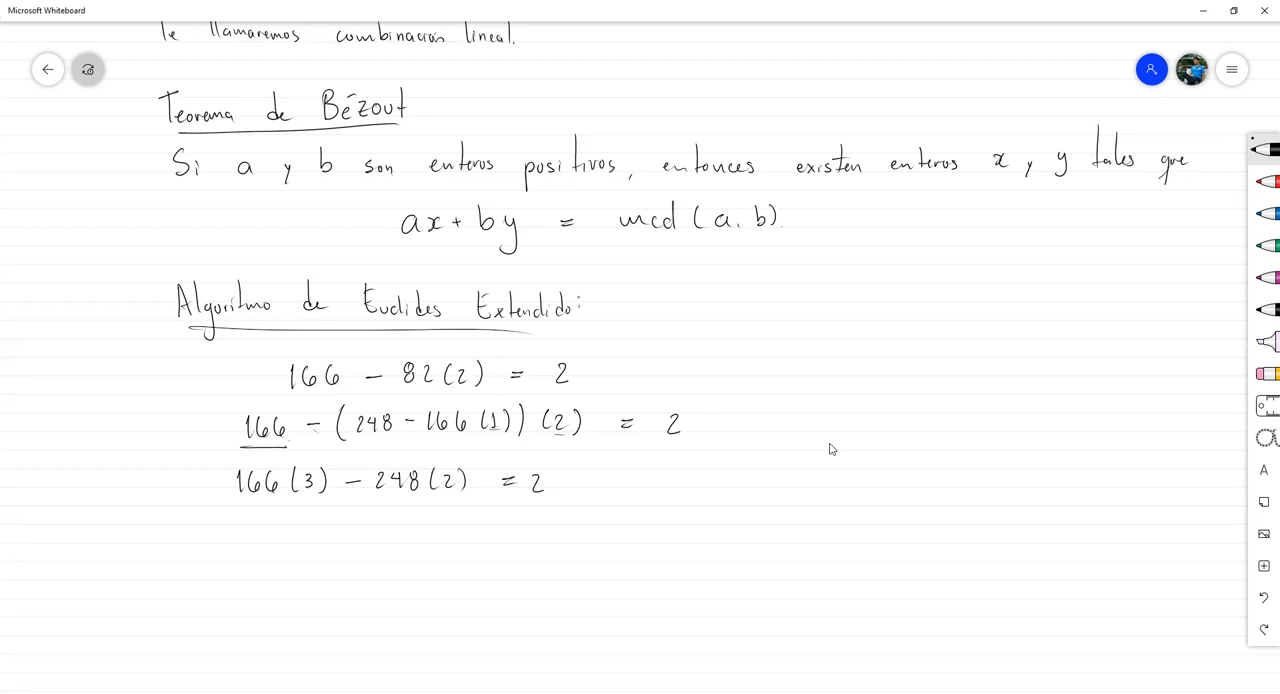 Microsoft Whiteboard
le llamaremos combinación lineal.
Teorema de Bézout
Si a y b son enteros positivos, entonces existen enteros x, y tales que
ax + by = mcd (a, b).
Algoritmo de Euclides Extendido:
166 - 82(2) = 2
166 - (248 - 166(1))(2) = 2
166(3) - 248(2) = 2
A